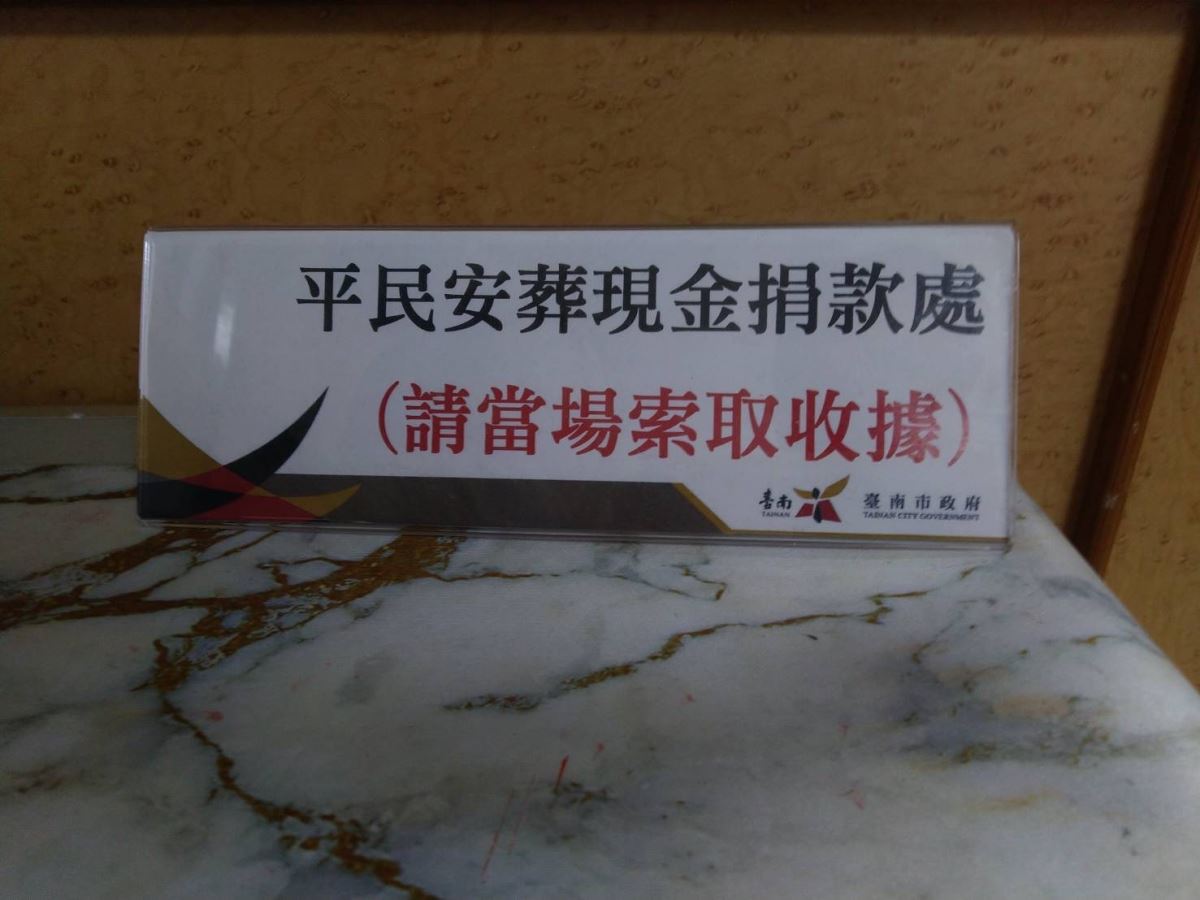 平民安葬現金捐款處
（請當場索取收據）
臺南
TAINAN
臺南市政府
TAINAN CITY GOVERNMENT